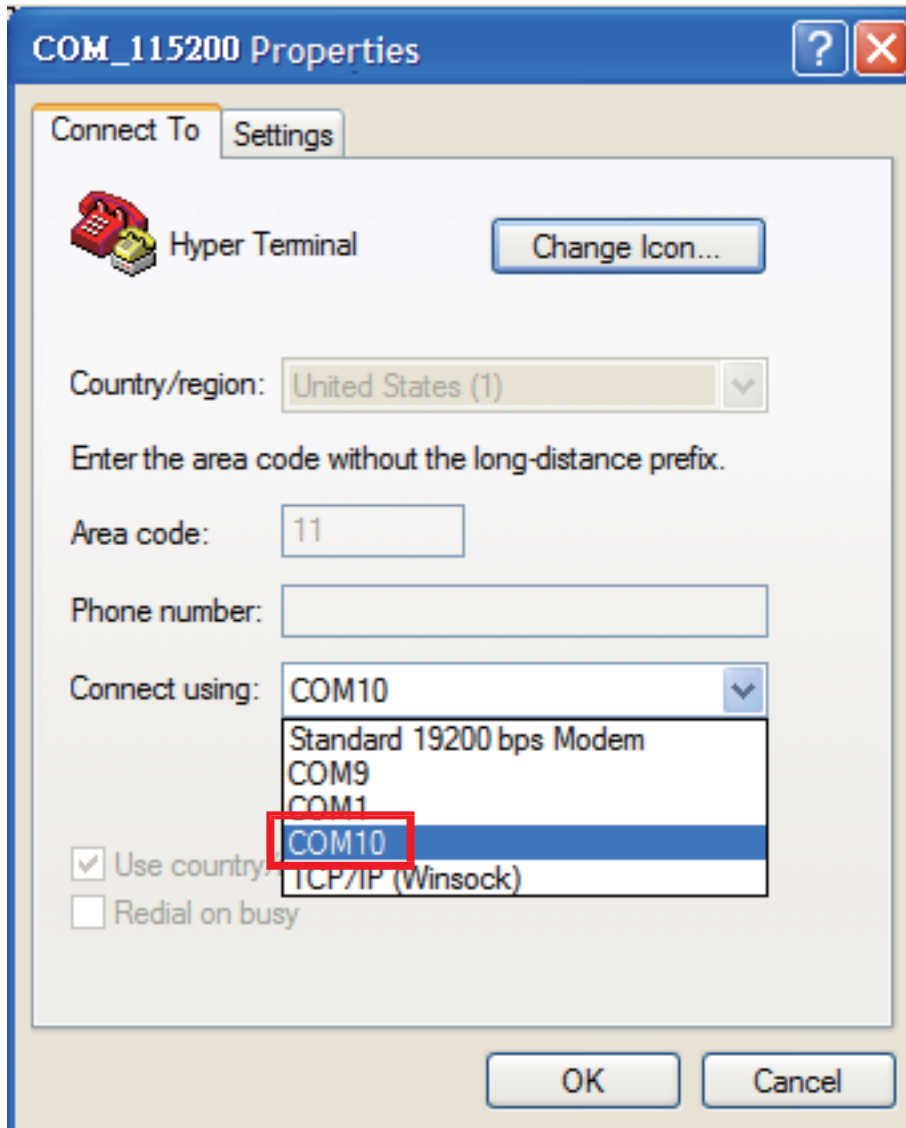 COM_115200 Properties
Connect To
Settings
Hyper Terminal
Change Icon...
Country/region:
United States (1)
Enter the area code without the long-distance prefix.
Area code:
11
Phone number:
Connect using:
COM10
Standard 19200 bps Modem
COM9
COM1
COM10
TCP/IP (Winsock)
Use country/
Redial on busy
OK
Cancel